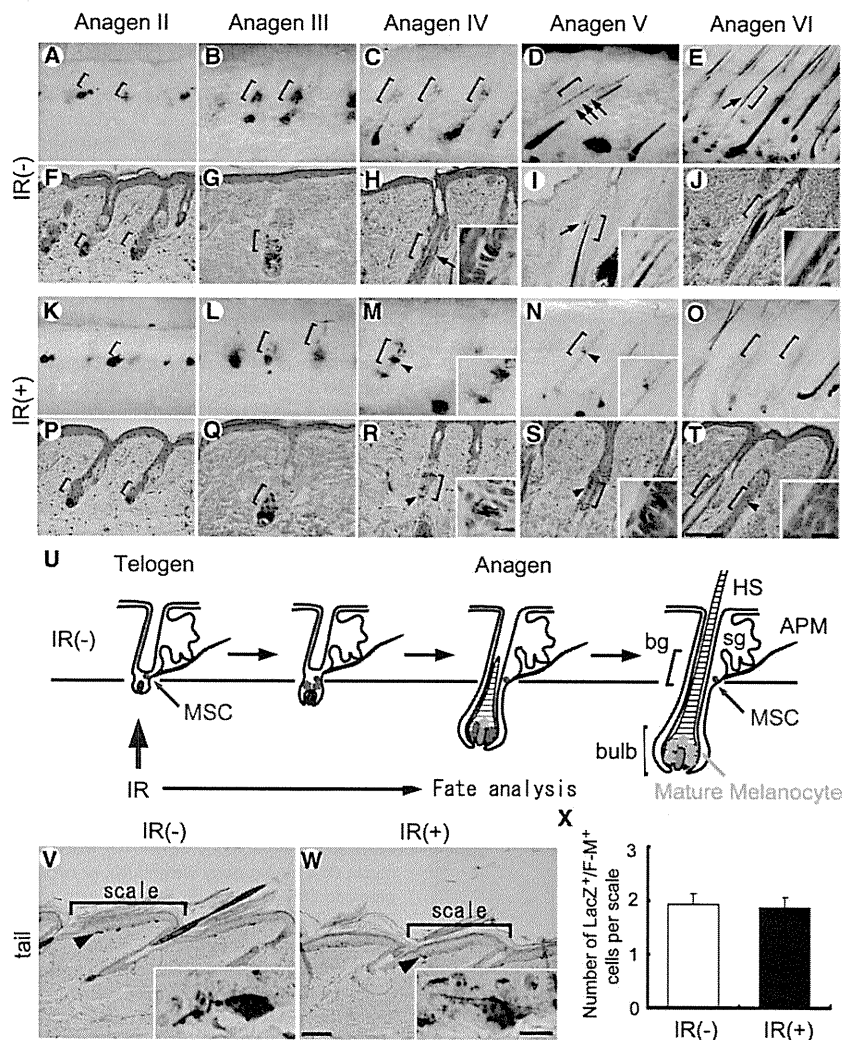 Anagen II Anagen III Anagen IV Anagen V Anagen VI
A B C D E
IR(-)
F G H I J
K L M N O
IR(+)
P Q R S T
U
Telogen Anagen
HS
IR(-) bg sg APM
MSC MSC
bulb
IR Fate analysis Mature Melanocyte
IR(-) IR(+) X
V W
scale scale
tail
Number of LacZ+/F-M+
cells per scale
3
2
1
0
IR(-) IR(+)